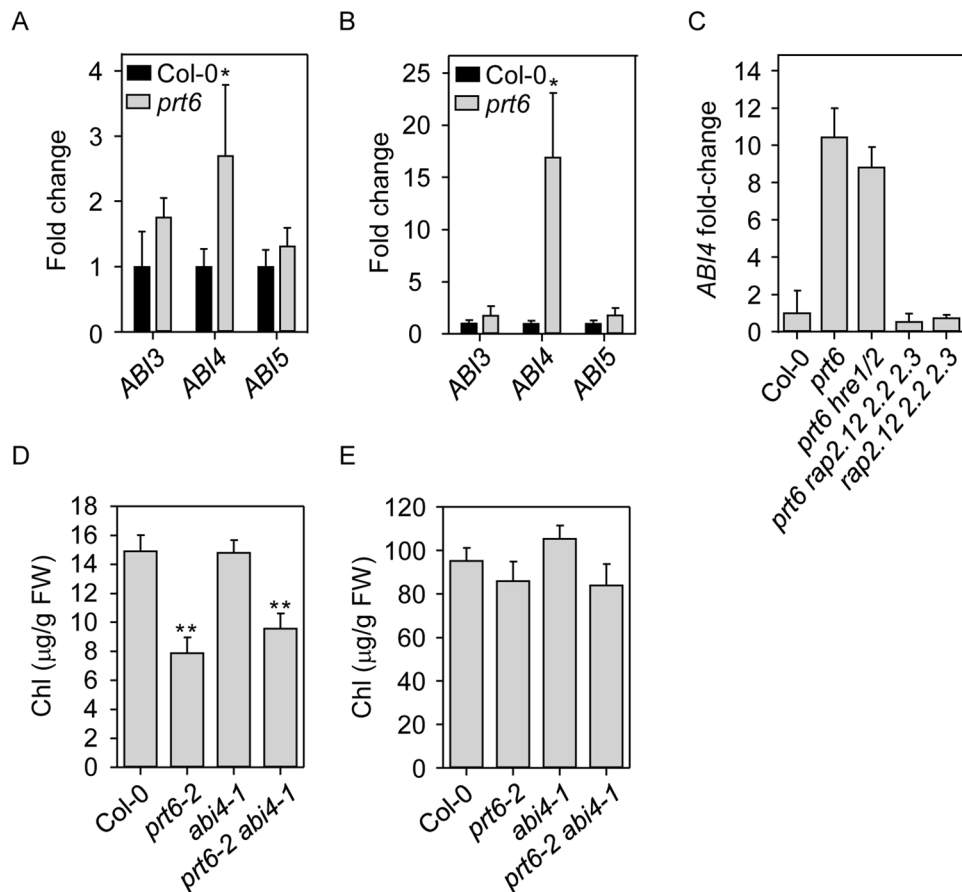 A
Fold change
4
3
2
1
0
Col-0
*
prt6
ABI3
ABI4
ABI5
B
Fold change
25
20
15
10
5
0
Col-0
*
prt6
ABI3
ABI4
ABI5
C
ABI4 fold-change
14
12
10
8
6
4
2
0
Col-0
prt6
prt6 hre1/2
prt6 rap2.12 2.2 2.3
rap2.12 2.2 2.3
D
Chl (μg/g FW)
18
16
14
12
10
8
6
4
2
0
**
**
Col-0
prt6-2
abi4-1
prt6-2 abi4-1
E
Chl (μg/g FW)
120
100
80
60
40
20
0
Col-0
prt6-2
abi4-1
prt6-2 abi4-1